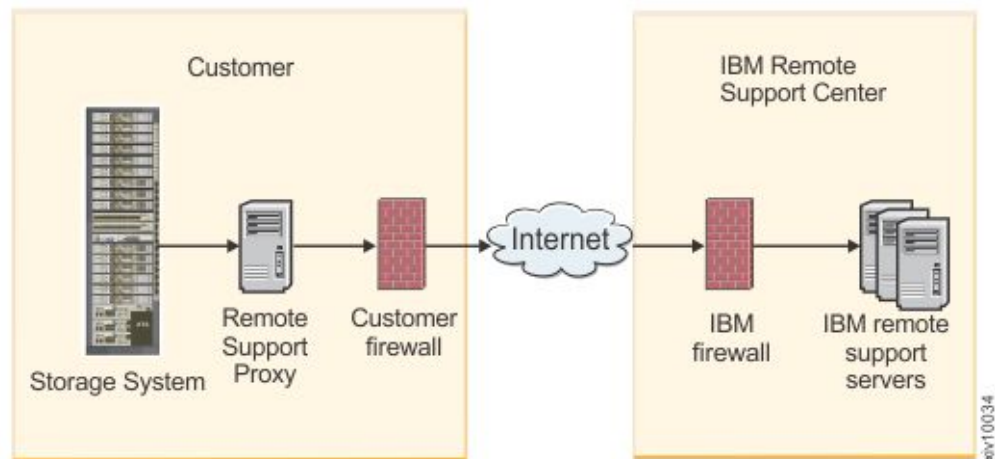 Customer
IBM Remote
Support Center
Internet
Storage System
Remote
Support
Proxy
Customer
firewall
IBM
firewall
IBM remote
support
servers
xiv10034